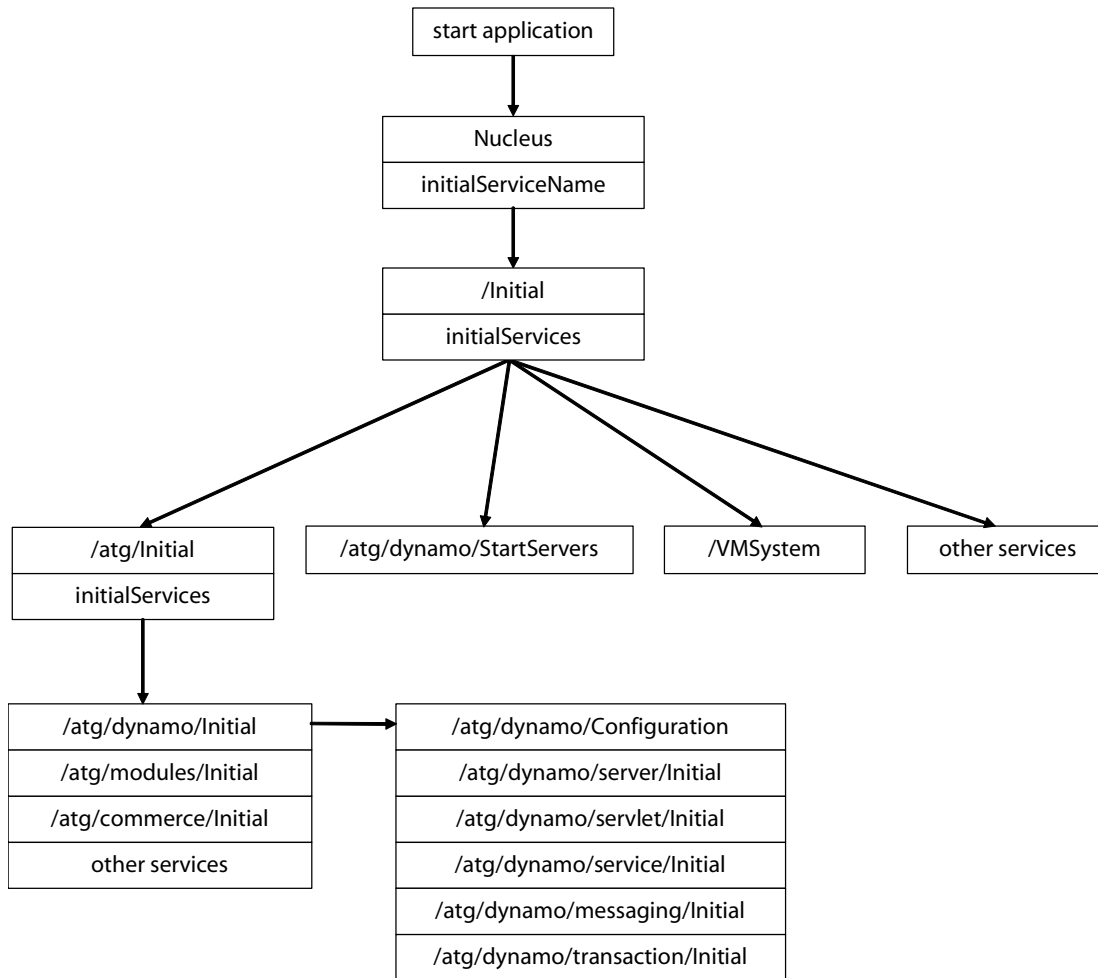 start application
Nucleus
initialServiceName
/Initial
initialServices
/atg/Initial
initialServices
/atg/dynamo/StartServers
/VMSystem
other services
/atg/dynamo/Initial
/atg/modules/Initial
/atg/commerce/Initial
other services
/atg/dynamo/Configuration
/atg/dynamo/server/Initial
/atg/dynamo/servlet/Initial
/atg/dynamo/service/Initial
/atg/dynamo/messaging/Initial
/atg/dynamo/transaction/Initial